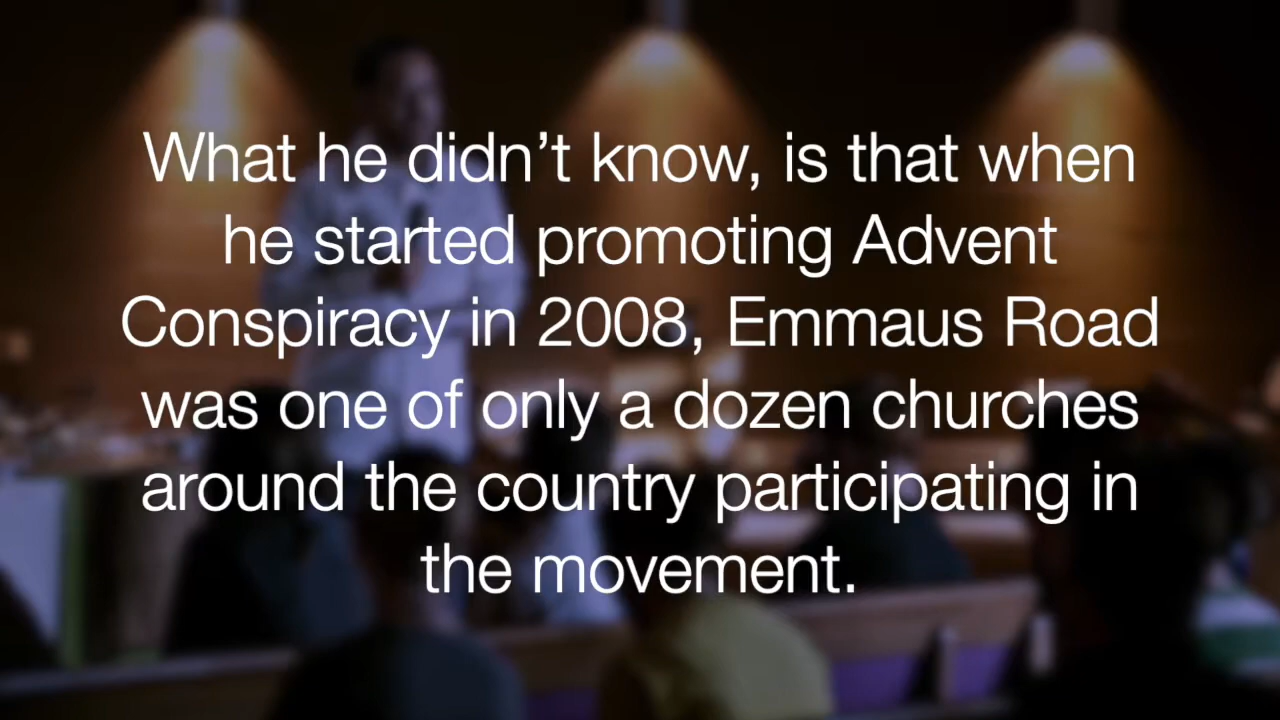 What he didn’t know, is that when
he started promoting Advent
Conspiracy in 2008, Emmaus Road
was one of only a dozen churches
around the country participating in
the movement.